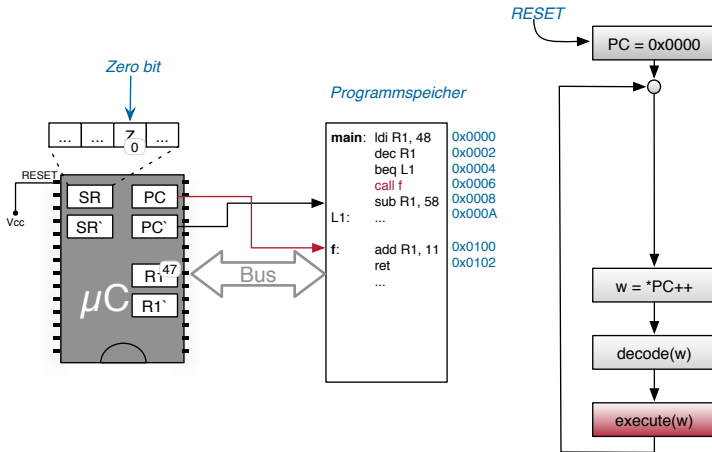 RESET
PC = 0x0000
Zero bit
Programmspeicher
... ... Z ...
0
main: ldi R1, 48 0x0000
dec R1 0x0002
beq L1 0x0004
call f 0x0006
sub R1, 58 0x0008
L1: ... 0x000A
f: add R1, 11 0x0100
ret 0x0102
...
RESET
Vcc
SR PC
SR` PC`
R1 47
R1`
µC
Bus
w = *PC++
decode(w)
execute(w)